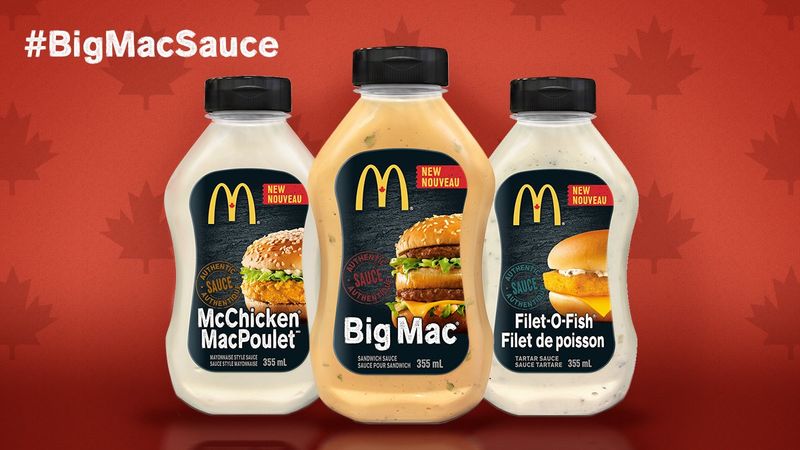 #BigMacSauce
NEW
NOUVEAU
AUTHENTIC
SAUCE
AUTHENTIQUE
McChicken®
MacPoulet™
MAYONNAISE STYLE SAUCE
SAUCE STYLE MAYONNAISE
355 mL
NEW
NOUVEAU
AUTHENTIC
SAUCE
AUTHENTIQUE
Big Mac®
SANDWICH SAUCE
SAUCE POUR SANDWICH
355 mL
NEW
NOUVEAU
AUTHENTIC
SAUCE
AUTHENTIQUE
Filet-O-Fish®
Filet de poisson
TARTAR SAUCE
SAUCE TARTARE
355 mL